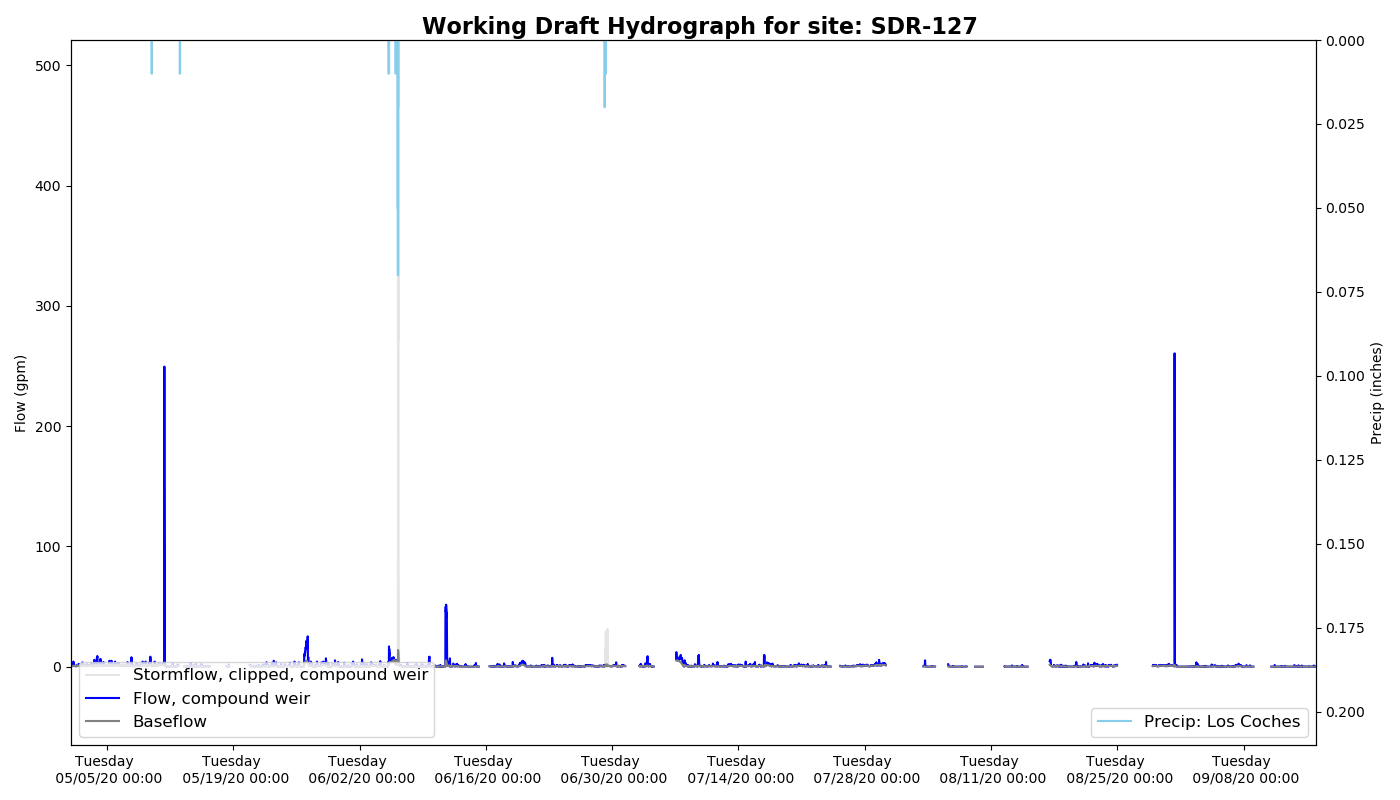 Working Draft Hydrograph for site: SDR-127
500
400
300
200
100
0
Flow (gpm)
0.000
0.025
0.050
0.075
0.100
0.125
0.150
0.175
0.200
Precip (inches)
Stormflow, clipped, compound weir
Flow, compound weir
Baseflow
Precip: Los Coches
Tuesday
05/05/20 00:00
Tuesday
05/19/20 00:00
Tuesday
06/02/20 00:00
Tuesday
06/16/20 00:00
Tuesday
06/30/20 00:00
Tuesday
07/14/20 00:00
Tuesday
07/28/20 00:00
Tuesday
08/11/20 00:00
Tuesday
08/25/20 00:00
Tuesday
09/08/20 00:00